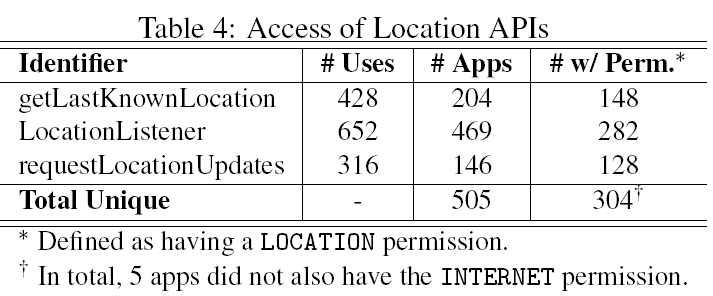 Table 4: Access of Location APIs
Identifier # Uses # Apps # w/ Perm.*
getLastKnownLocation 428 204 148
LocationListener 652 469 282
requestLocationUpdates 316 146 128
Total Unique - 505 304†
* Defined as having a LOCATION permission.
† In total, 5 apps did not also have the INTERNET permission.